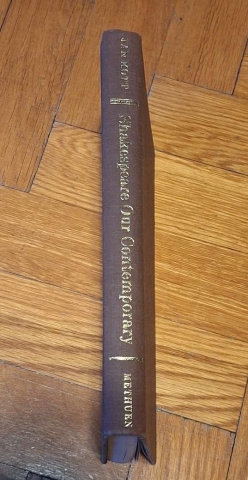 JAN KOTT
Shakespeare Our Contemporary
METHUEN